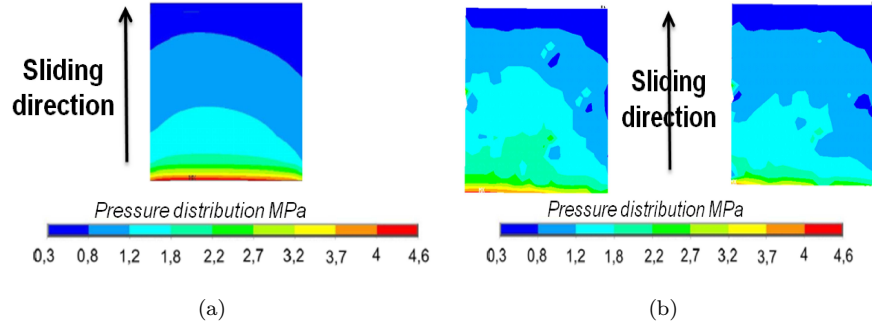 Sliding
direction
Pressure distribution MPa
0,3 0,8 1,2 1,8 2,2 2,7 3,2 3,7 4 4,6
(a)
Sliding
direction
Pressure distribution MPa
0,3 0,8 1,2 1,8 2,2 2,7 3,2 3,7 4 4,6
(b)